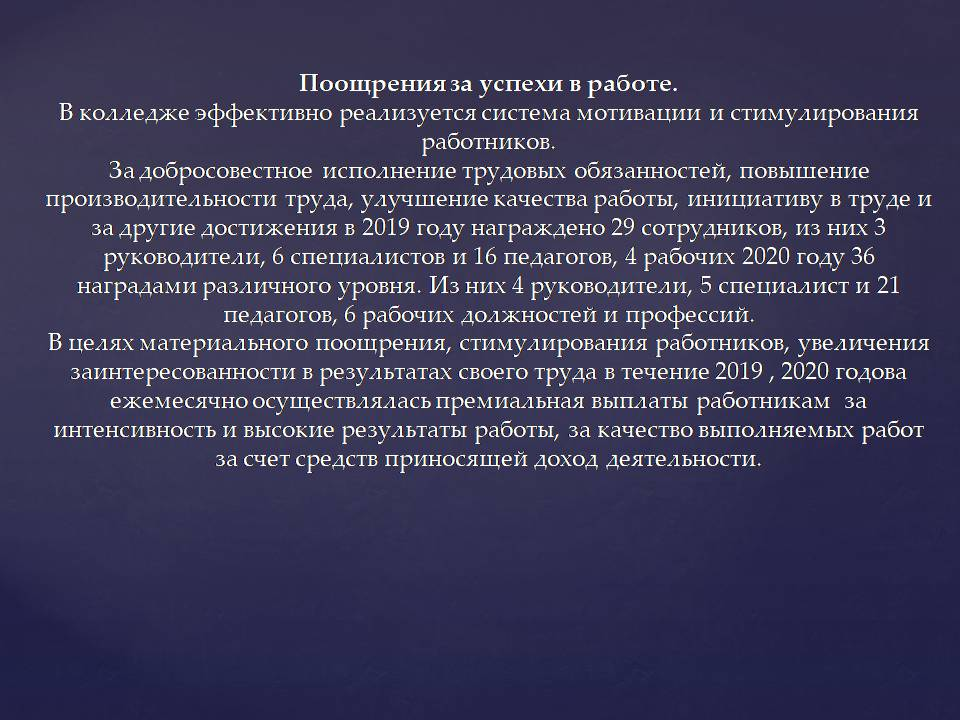 Поощрения за успехи в работе.
В колледже эффективно реализуется система мотивации и стимулирования
работников.
За добросовестное исполнение трудовых обязанностей, повышение
производительности труда, улучшение качества работы, инициативу в труде и
за другие достижения в 2019 году награждено 29 сотрудников, из них 3
руководители, 6 специалистов и 16 педагогов, 4 рабочих 2020 году 36
наградами различного уровня. Из них 4 руководители, 5 специалист и 21
педагогов, 6 рабочих должностей и профессий.
В целях материального поощрения, стимулирования работников, увеличения
заинтересованности в результатах своего труда в течение 2019 , 2020 годова
ежемесячно осуществлялась премиальная выплаты работникам за
интенсивность и высокие результаты работы, за качество выполняемых работ
за счет средств приносящей доход деятельности.